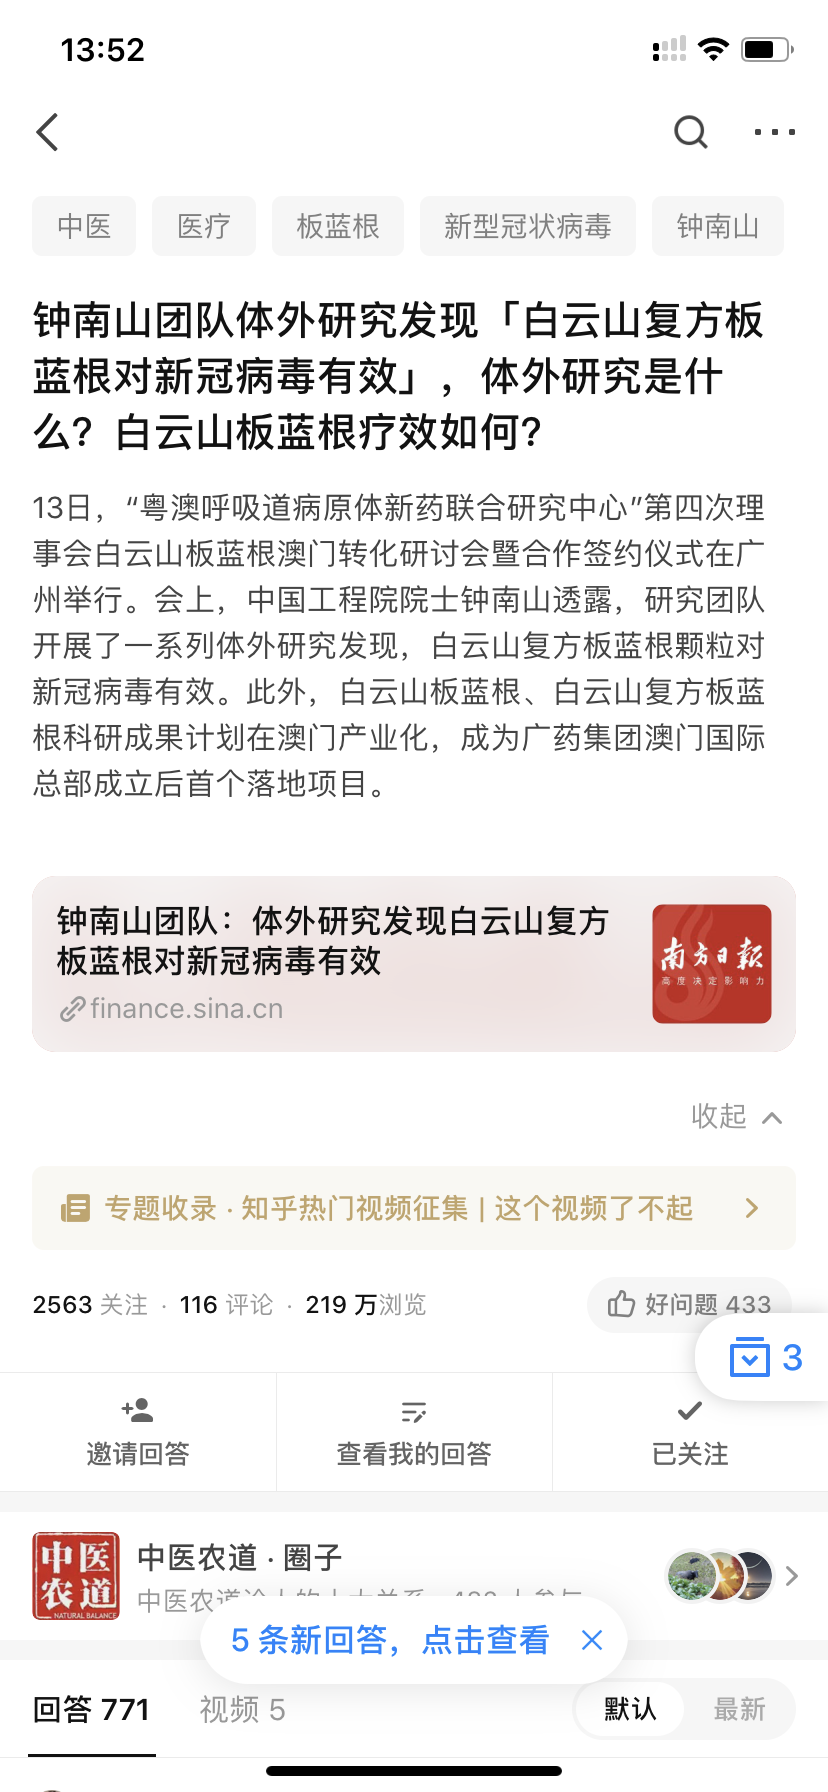 13:52
中医 医疗 板蓝根 新型冠状病毒 钟南山
钟南山团队体外研究发现「白云山复方板
蓝根对新冠病毒有效」，体外研究是什
么？白云山板蓝根疗效如何?
13日，“粤澳呼吸道病原体新药联合研究中心”第四次理
事会白云山板蓝根澳门转化研讨会暨合作签约仪式在广
州举行。会上，中国工程院院士钟南山透露，研究团队
开展了一系列体外研究发现，白云山复方板蓝根颗粒对
新冠病毒有效。此外，白云山板蓝根、白云山复方板蓝
根科研成果计划在澳门产业化，成为广药集团澳门国际
总部成立后首个落地项目。
钟南山团队：体外研究发现白云山复方
板蓝根对新冠病毒有效
finance.sina.cn
南方日报
高度决定影响力
收起
专题收录 · 知乎热门视频征集 | 这个视频了不起
2563 关注 · 116 评论 · 219 万浏览
好问题 433
3
邀请回答 查看我的回答 已关注
中医农道
NATURAL BALANCE
中医农道 · 圈子
中医农道
5 条新回答，点击查看
回答 771 视频 5 默认 最新